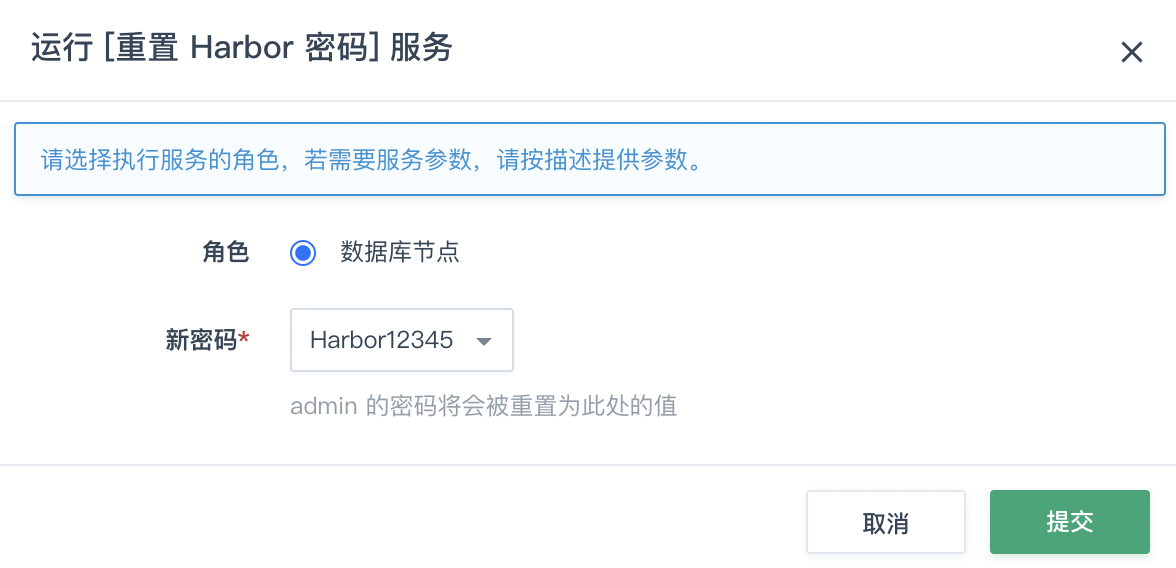 运行 [重置 Harbor 密码] 服务
请选择执行服务的角色，若需要服务参数，请按描述提供参数。
角色 数据库节点
新密码* Harbor12345
admin 的密码将会被重置为此处的值
取消 提交